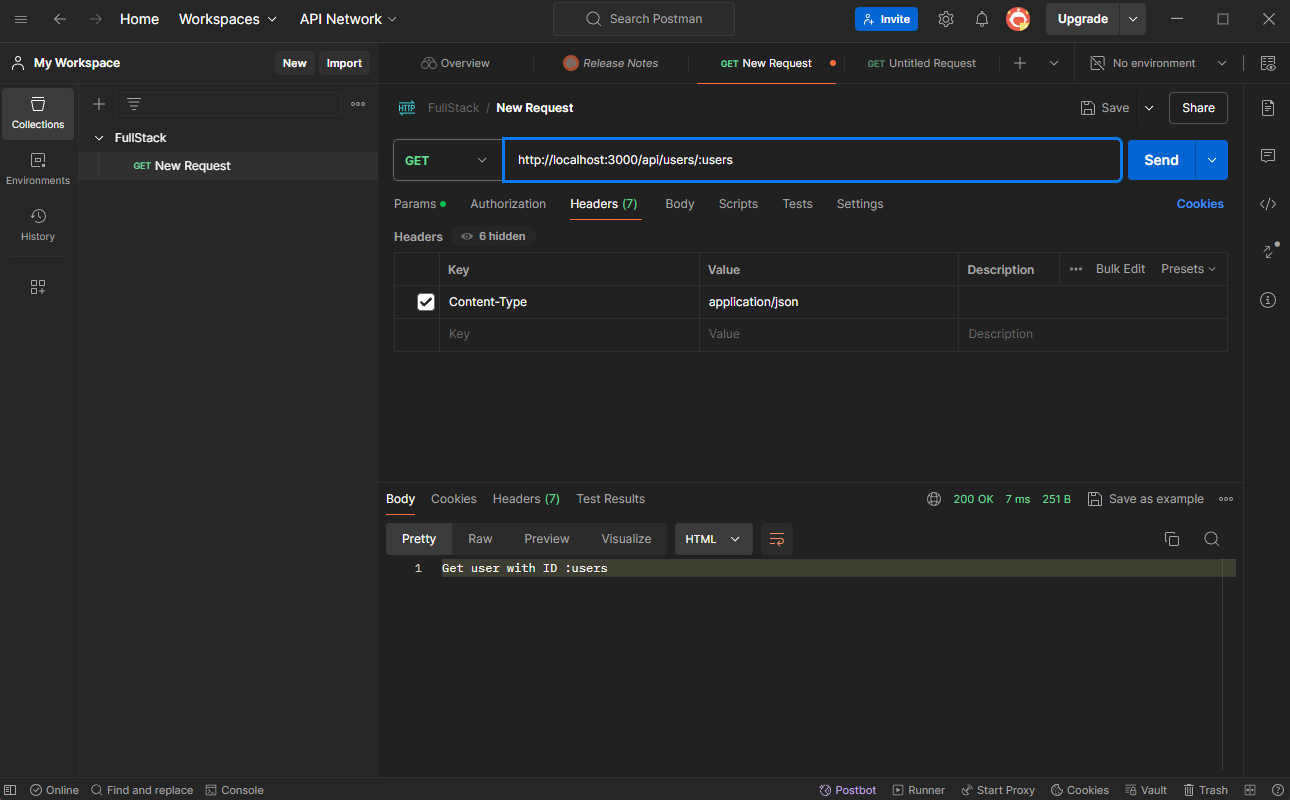 Home Workspaces API Network Search Postman Invite Upgrade
My Workspace New Import Overview Release Notes GET New Request GET Untitled Request No environment
Collections
Environments
History
FullStack
GET New Request
HTTP FullStack / New Request Save Share
GET http://localhost:3000/api/users/:users Send
Params Authorization Headers (7) Body Scripts Tests Settings Cookies
Headers 6 hidden
Key Value Description Bulk Edit Presets
Content-Type application/json
Key Value Description
Body Cookies Headers (7) Test Results 200 OK 7 ms 251 B Save as example
Pretty Raw Preview Visualize HTML
1 Get user with ID :users
Online Find and replace Console Postbot Runner Start Proxy Cookies Vault Trash